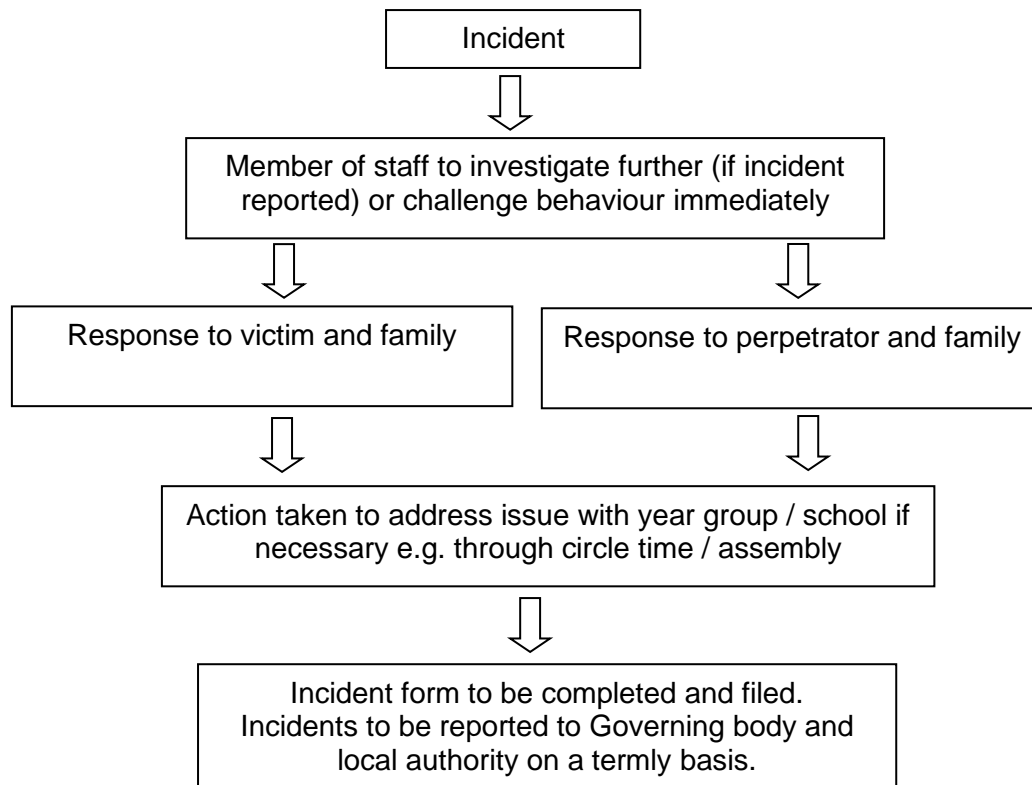 Incident
Member of staff to investigate further (if incident
reported) or challenge behaviour immediately
Response to victim and family
Response to perpetrator and family
Action taken to address issue with year group / school if
necessary e.g. through circle time / assembly
Incident form to be completed and filed.
Incidents to be reported to Governing body and
local authority on a termly basis.